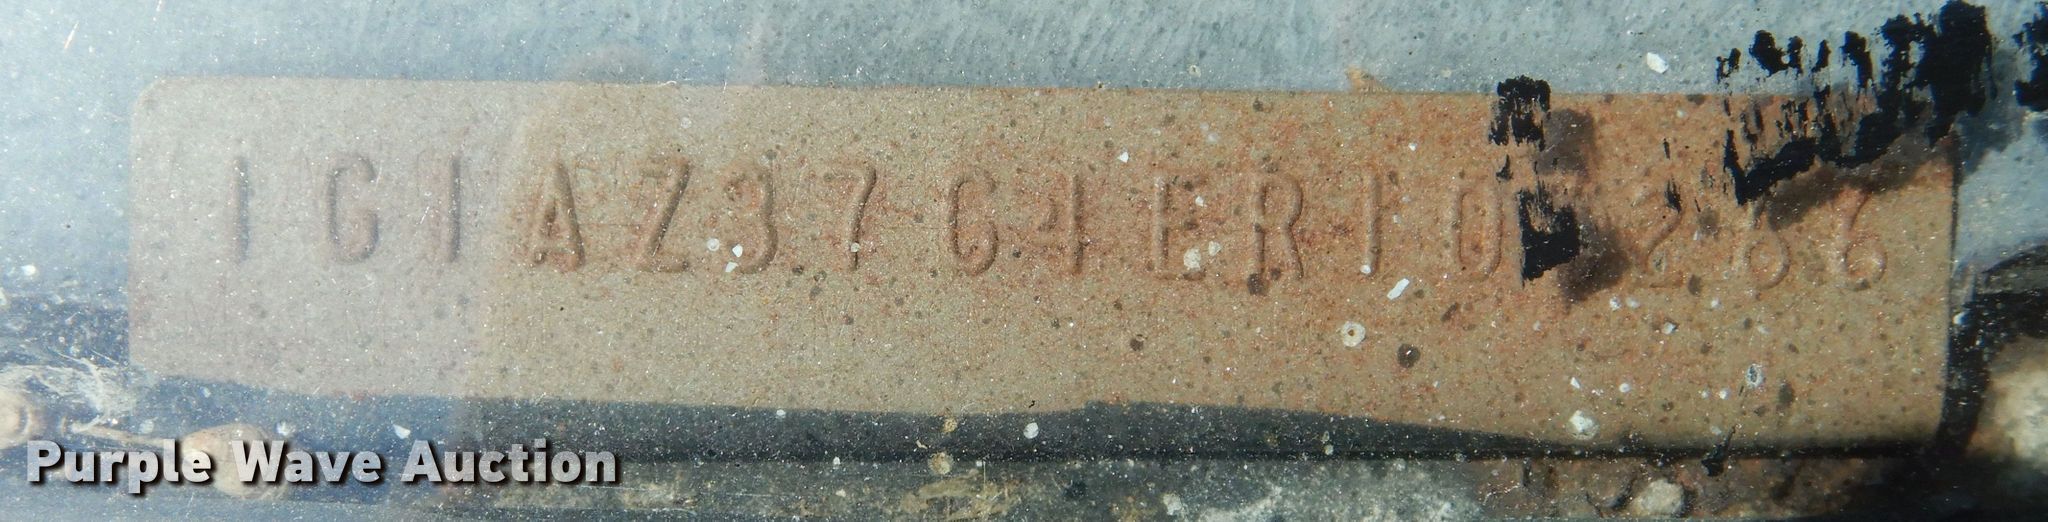 1G1AZ37G4ER10 266
Purple Wave Auction